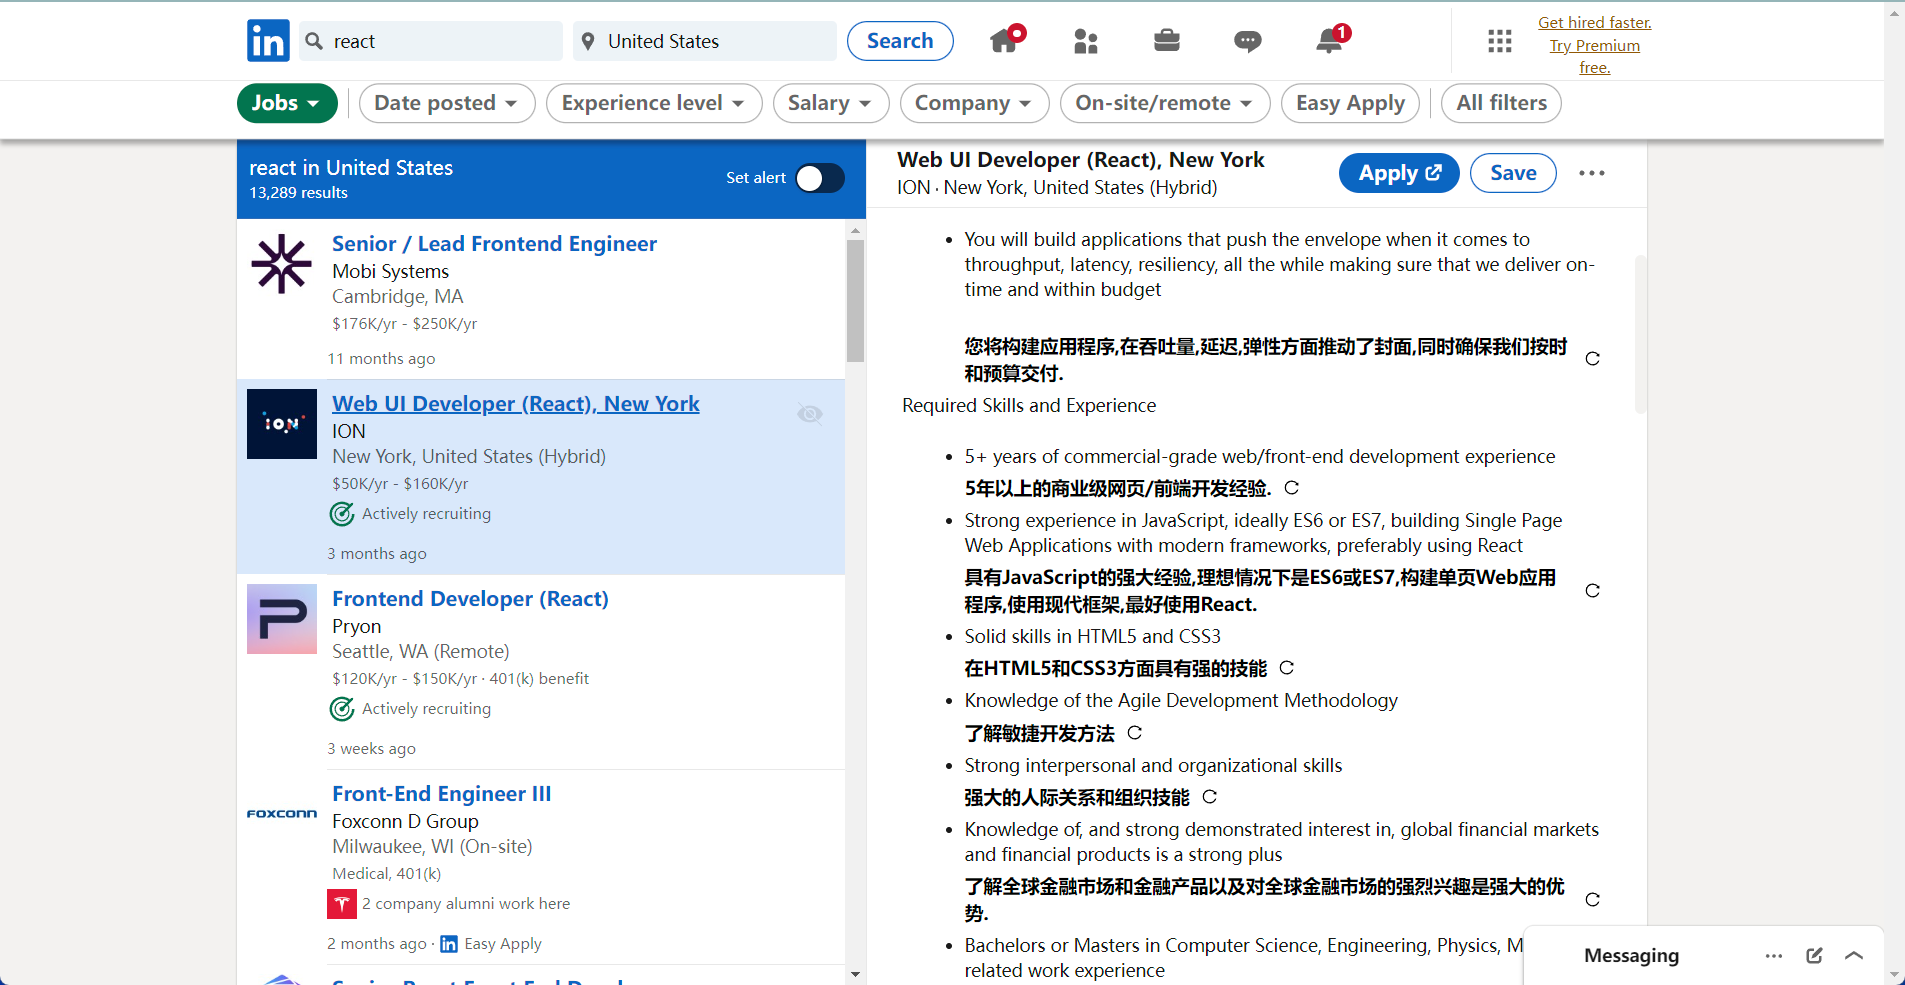 react
United States
Search
1
Get hired faster.
Try Premium
free.
Jobs
Date posted
Experience level
Salary
Company
On-site/remote
Easy Apply
All filters
react in United States
13,289 results
Set alert
Senior / Lead Frontend Engineer
Mobi Systems
Cambridge, MA
$176K/yr - $250K/yr
11 months ago
ION
Web UI Developer (React), New York
ION
New York, United States (Hybrid)
$50K/yr - $160K/yr
Actively recruiting
3 months ago
Frontend Developer (React)
Pryon
Seattle, WA (Remote)
$120K/yr - $150K/yr · 401(k) benefit
Actively recruiting
3 weeks ago
FOXCONN
Front-End Engineer III
Foxconn D Group
Milwaukee, WI (On-site)
Medical, 401(k)
2 company alumni work here
2 months ago · in Easy Apply
Web UI Developer (React), New York
ION · New York, United States (Hybrid)
Apply
Save
• You will build applications that push the envelope when it comes to
throughput, latency, resiliency, all the while making sure that we deliver on-
time and within budget
您将构建应用程序,在吞吐量,延迟,弹性方面推动了封面,同时确保我们按时
和预算交付.
Required Skills and Experience
• 5+ years of commercial-grade web/front-end development experience
5年以上的商业级网页/前端开发经验.
• Strong experience in JavaScript, ideally ES6 or ES7, building Single Page
Web Applications with modern frameworks, preferably using React
具有JavaScript的强大经验,理想情况下是ES6或ES7,构建单页Web应用
程序,使用现代框架,最好使用React.
• Solid skills in HTML5 and CSS3
在HTML5和CSS3方面具有强的技能
• Knowledge of the Agile Development Methodology
了解敏捷开发方法
• Strong interpersonal and organizational skills
强大的人际关系和组织技能
• Knowledge of, and strong demonstrated interest in, global financial markets
and financial products is a strong plus
了解全球金融市场和金融产品以及对全球金融市场的强烈兴趣是强大的优
势.
• Bachelors or Masters in Computer Science, Engineering, Physics, M
related work experience
Messaging